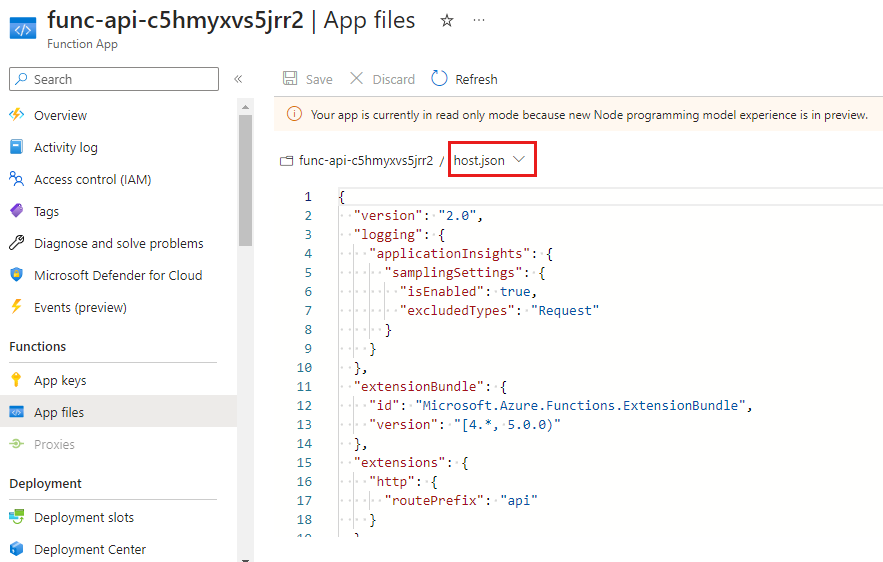 func-api-c5hmyxvs5jrr2 | App files
Function App
Search
Overview
Activity log
Access control (IAM)
Tags
Diagnose and solve problems
Microsoft Defender for Cloud
Events (preview)
Functions
App keys
App files
Proxies
Deployment
Deployment slots
Deployment Center
Save Discard Refresh
Your app is currently in read only mode because new Node programming model experience is in preview.
func-api-c5hmyxvs5jrr2 / host.json
1 {
2 "version": "2.0",
3 "logging": {
4 "applicationInsights": {
5 "samplingSettings": {
6 "isEnabled": true,
7 "excludedTypes": "Request"
8 }
9 }
10 },
11 "extensionBundle": {
12 "id": "Microsoft.Azure.Functions.ExtensionBundle",
13 "version": "[4.*, 5.0.0)"
14 },
15 "extensions": {
16 "http": {
17 "routePrefix": "api"
18 }